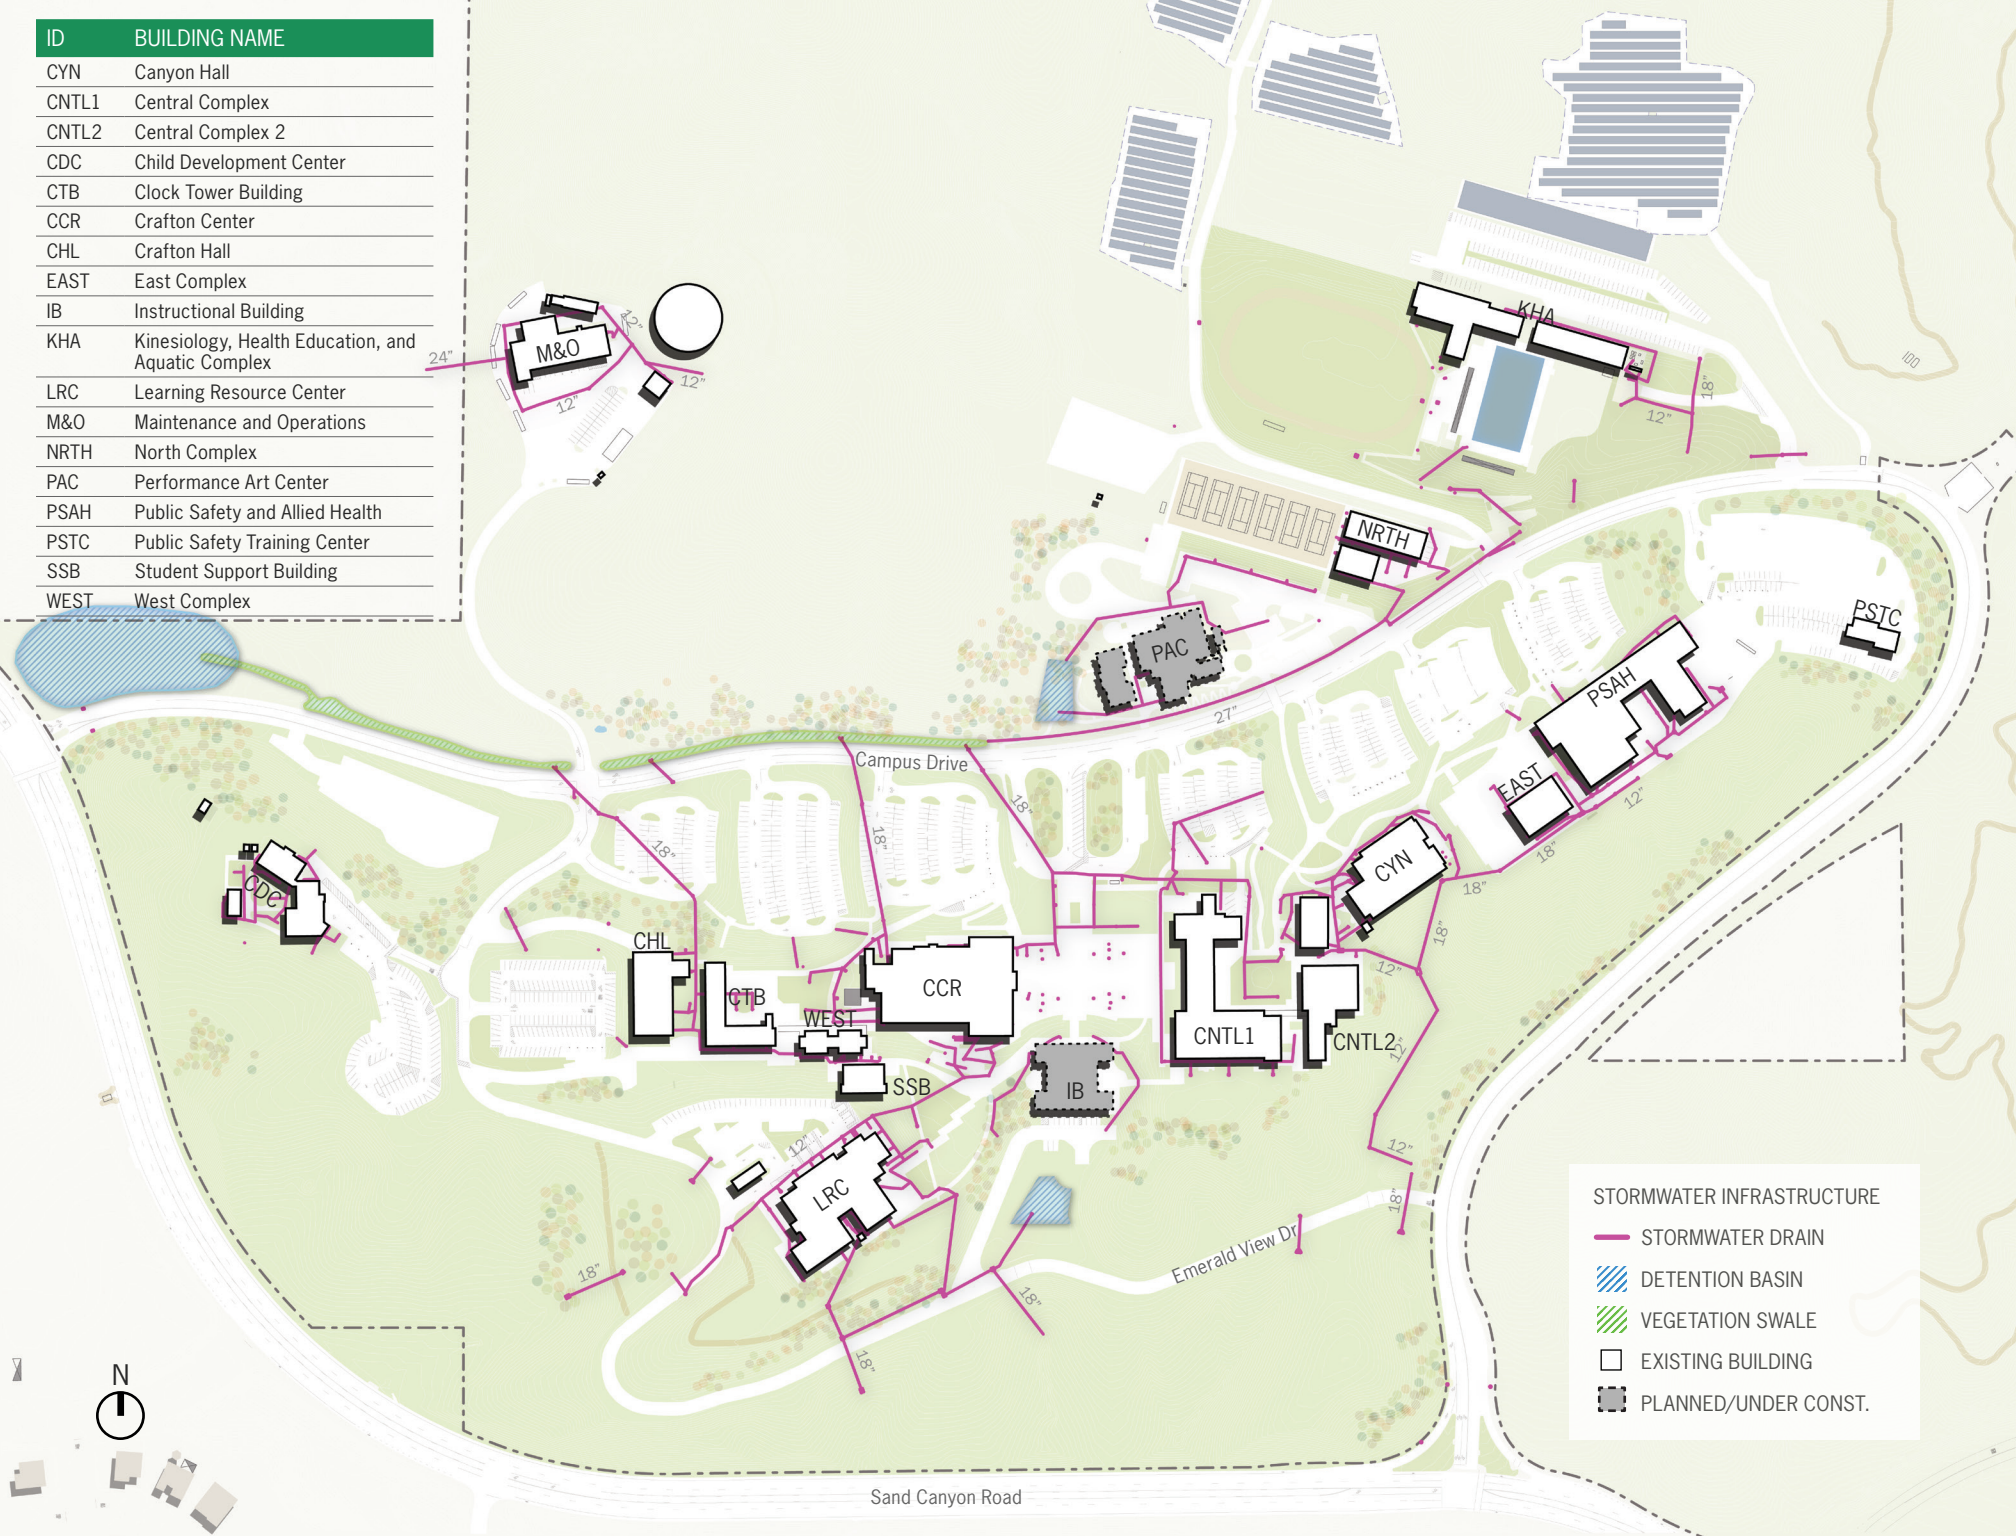 ID BUILDING NAME
CYN Canyon Hall
CNTL1 Central Complex
CNTL2 Central Complex 2
CDC Child Development Center
CTB Clock Tower Building
CCR Crafton Center
CHL Crafton Hall
EAST East Complex
IB Instructional Building
KHA Kinesiology, Health Education, and
Aquatic Complex
LRC Learning Resource Center
M&O Maintenance and Operations
NRTH North Complex
PAC Performance Art Center
PSAH Public Safety and Allied Health
PSTC Public Safety Training Center
SSB Student Support Building
WEST West Complex
12”
M&O
24”
12”
12”
KHA
18”
12”
NRTH
PSTC
PAC
PSAH
27”
Campus Drive
EAST
12”
18”
18”
18”
18”
CYN
18”
CDC
18”
CHL
12”
CCR
CTB
WEST
CNTL1
CNTL2
12”
SSB
IB
12”
12”
LRC
18”
Emerald View Dr
18”
18”
18”
N
Sand Canyon Road
STORMWATER INFRASTRUCTURE
STORMWATER DRAIN
DETENTION BASIN
VEGETATION SWALE
EXISTING BUILDING
PLANNED/UNDER CONST.